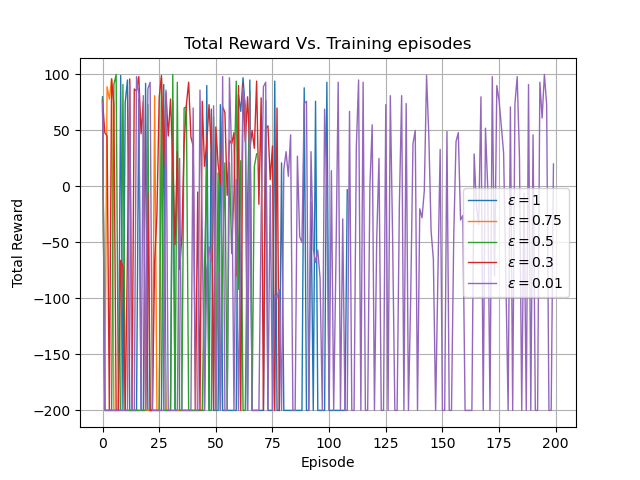 Total Reward Vs. Training episodes
Total Reward
100
50
0
−50
−100
−150
−200
ε = 1
ε = 0.75
ε = 0.5
ε = 0.3
ε = 0.01
0 25 50 75 100 125 150 175 200
Episode